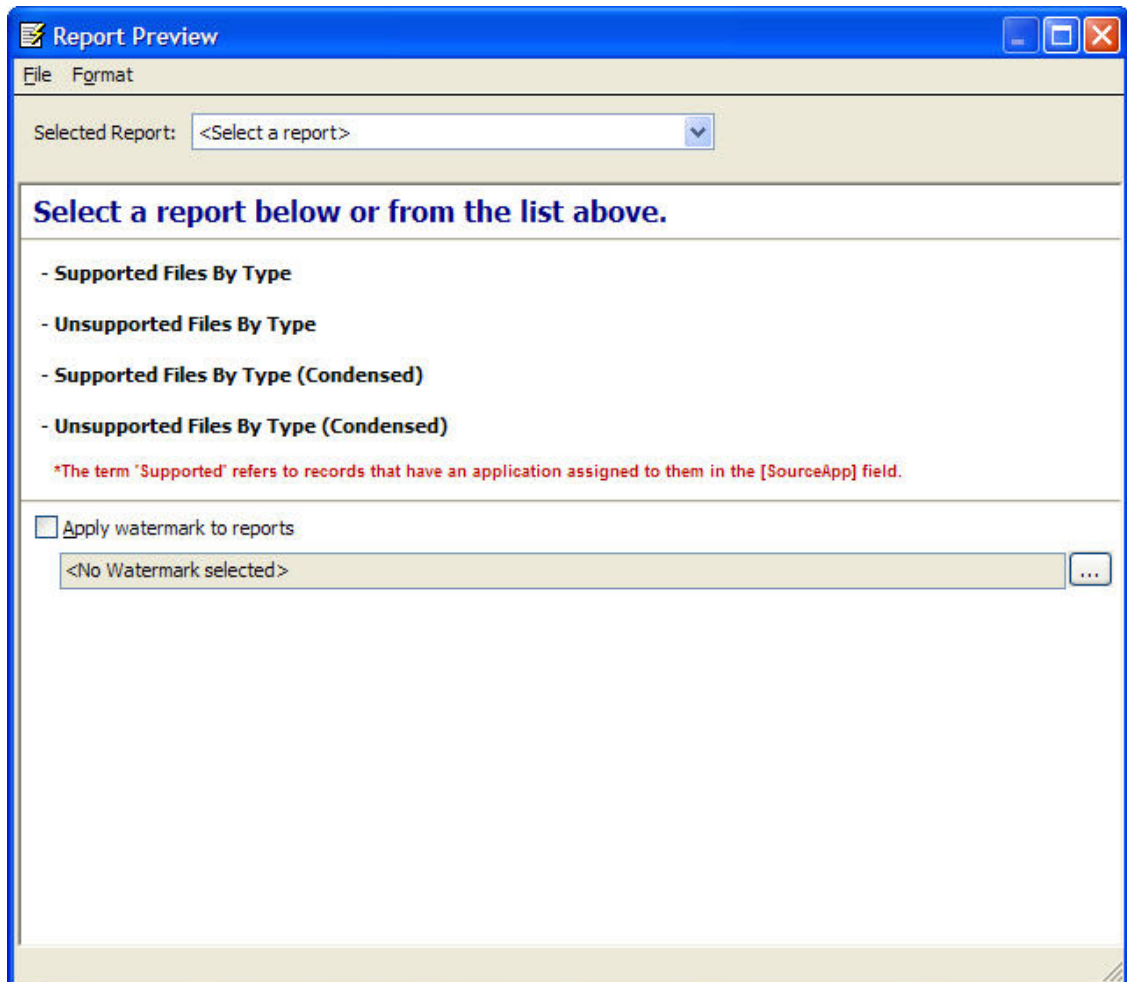 Report Preview
File Format
Selected Report: <Select a report>
Select a report below or from the list above.
- Supported Files By Type
- Unsupported Files By Type
- Supported Files By Type (Condensed)
- Unsupported Files By Type (Condensed)
*The term 'Supported' refers to records that have an application assigned to them in the [SourceApp] field.
Apply watermark to reports
<No Watermark selected> ...